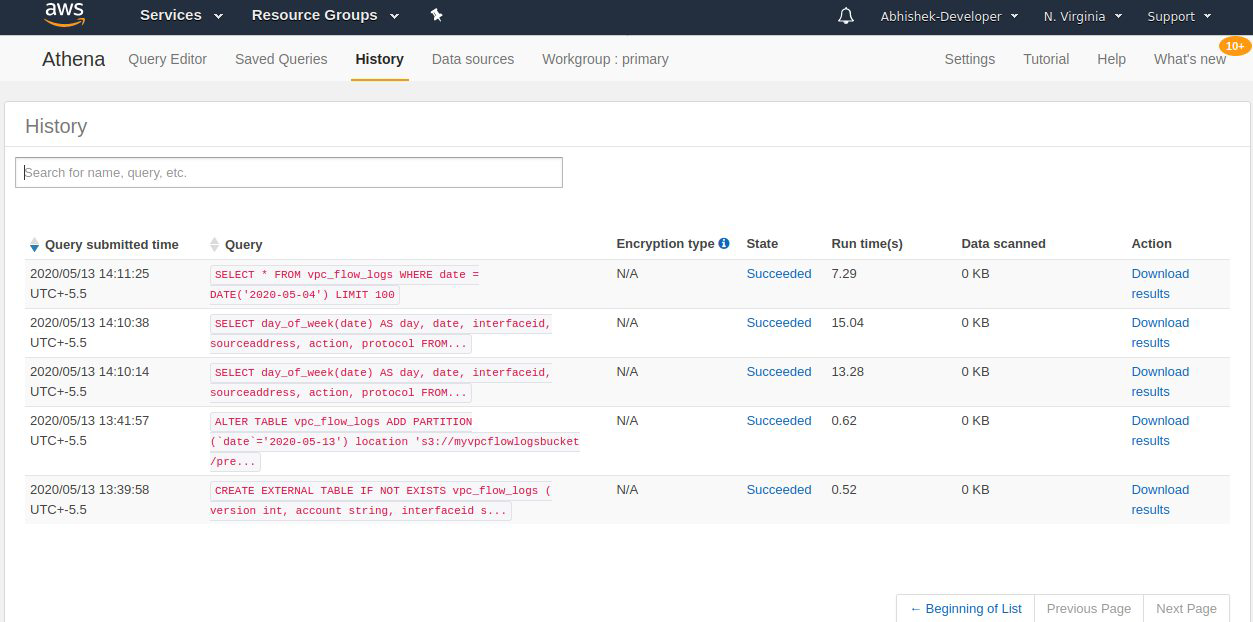 aws Services Resource Groups Abhishek-Developer N. Virginia Support
Athena Query Editor Saved Queries History Data sources Workgroup : primary Settings Tutorial Help What's new 10+
History
Search for name, query, etc.
Query submitted time Query Encryption type State Run time(s) Data scanned Action
2020/05/13 14:11:25 SELECT * FROM vpc_flow_logs WHERE date = N/A Succeeded 7.29 0 KB Download
UTC+-5.5 DATE('2020-05-04') LIMIT 100 results
2020/05/13 14:10:38 SELECT day_of_week(date) AS day, date, interfaceid, N/A Succeeded 15.04 0 KB Download
UTC+-5.5 sourceaddress, action, protocol FROM... results
2020/05/13 14:10:14 SELECT day_of_week(date) AS day, date, interfaceid, N/A Succeeded 13.28 0 KB Download
UTC+-5.5 sourceaddress, action, protocol FROM... results
2020/05/13 13:41:57 ALTER TABLE vpc_flow_logs ADD PARTITION N/A Succeeded 0.62 0 KB Download
UTC+-5.5 (`date`='2020-05-13') location 's3://myvpcflowlogsbucket results
/pre...
2020/05/13 13:39:58 CREATE EXTERNAL TABLE IF NOT EXISTS vpc_flow_logs ( N/A Succeeded 0.52 0 KB Download
UTC+-5.5 version int, account string, interfaceid s... results
← Beginning of List Previous Page Next Page